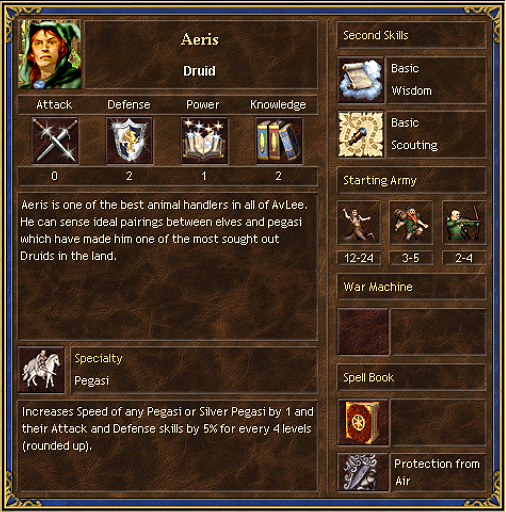 Aeris
Druid
Attack Defense Power Knowledge
0 2 1 2
Aeris is one of the best animal handlers in all of AvLee.
He can sense ideal pairings between elves and pegasi
which have made him one of the most sought out
Druids in the land.
Specialty
Pegasi
Increases Speed of any Pegasi or Silver Pegasi by 1 and
their Attack and Defense skills by 5% for every 4 levels
(rounded up).
Second Skills
Basic
Wisdom
Basic
Scouting
Starting Army
12-24 3-5 2-4
War Machine
Spell Book
Protection from
Air